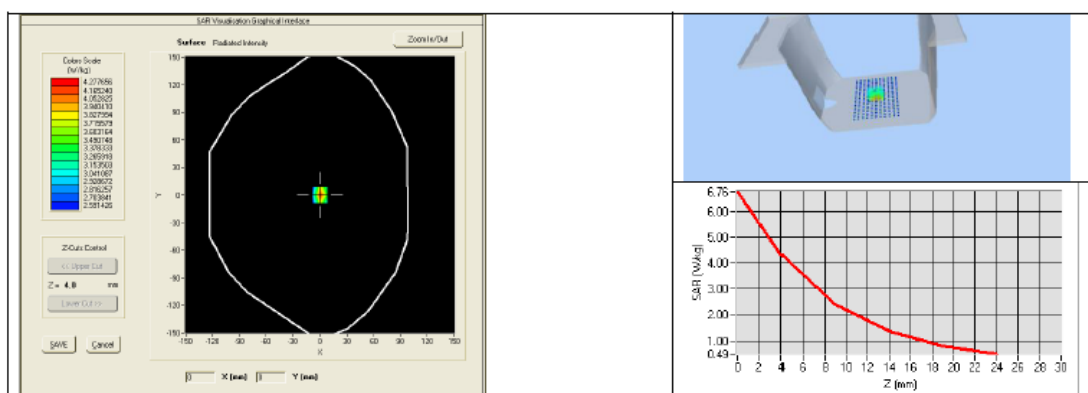 SAR Visualisation Graphical Interface
Surface Radiated Intensity
Zoom In/Out
Colors Scale
(W/kg)
4.277656
4.165240
4.052825
3.940410
3.827994
3.715579
3.603164
3.490748
3.378333
3.265918
3.153503
3.041087
2.928672
2.816257
2.703841
2.591426
150
120
90
60
30
0
-30
-60
-90
-120
-150
Y
-150 -120 -90 -60 -30 0 30 60 90 120 150
X
Z-Cuts Control
<< Upper Cut
Z = 4.0 mm
Lower Cut >>
SAVE Cancel
0 X (mm) Y (mm)
6.76
6.00
5.00
4.00
3.00
2.00
1.00
0.49
SAR (W/kg)
0 2 4 6 8 10 12 14 16 18 20 22 24 26 28 30
Z (mm)